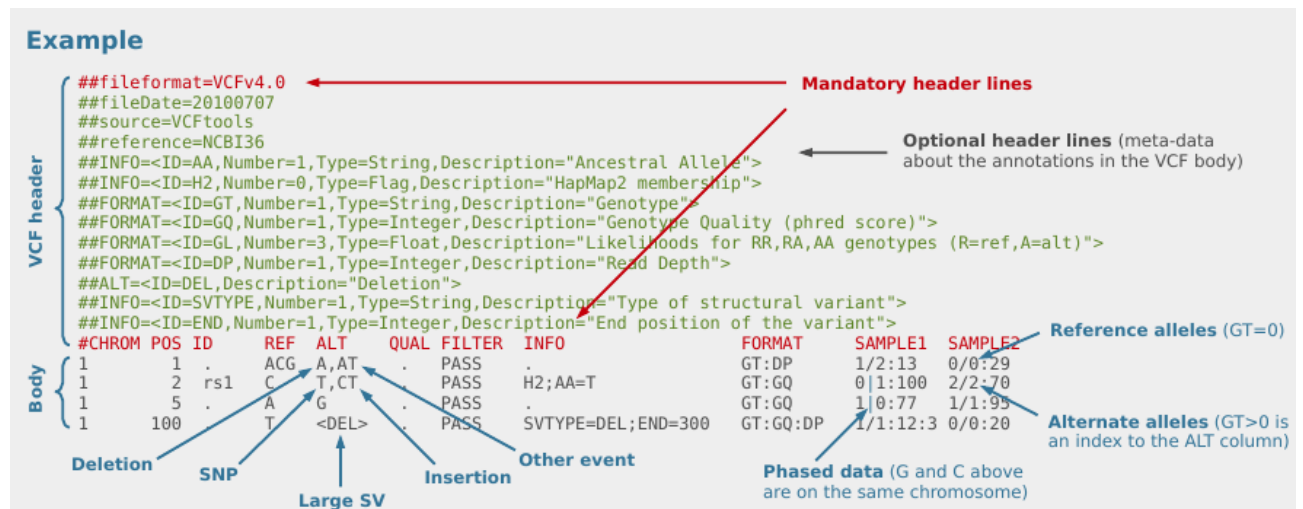 Example
##fileformat=VCFv4.0
Mandatory header lines
##fileDate=20100707
##source=VCFtools
##reference=NCBI36
Optional header lines (meta-data
about the annotations in the VCF body)
##INFO=<ID=AA,Number=1,Type=String,Description="Ancestral Allele">
##INFO=<ID=H2,Number=0,Type=Flag,Description="HapMap2 membership">
##FORMAT=<ID=GT,Number=1,Type=String,Description="Genotype">
##FORMAT=<ID=GQ,Number=1,Type=Integer,Description="Genotype Quality (phred score)">
##FORMAT=<ID=GL,Number=3,Type=Float,Description="Likelihoods for RR,RA,AA genotypes (R=ref,A=alt)">
##FORMAT=<ID=DP,Number=1,Type=Integer,Description="Read Depth">
##ALT=<ID=DEL,Description="Deletion">
##INFO=<ID=SVTYPE,Number=1,Type=String,Description="Type of structural variant">
##INFO=<ID=END,Number=1,Type=Integer,Description="End position of the variant">
VCF header
#CHROM POS ID REF ALT QUAL FILTER INFO FORMAT SAMPLE1 SAMPLE2
1 1 . ACG A,AT . PASS . GT:DP 1/2:13 0/0:29
1 2 rs1 C T,CT . PASS H2;AA=T GT:GQ 0|1:100 2/2:70
1 5 . A G . PASS . GT:GQ 1|0:77 1/1:95
1 100 . T <DEL> . PASS SVTYPE=DEL;END=300 GT:GQ:DP 1/1:12:3 0/0:20
Body
Reference alleles (GT=0)
Alternate alleles (GT>0 is
an index to the ALT column)
Deletion
SNP
Large SV
Insertion
Other event
Phased data (G and C above
are on the same chromosome)